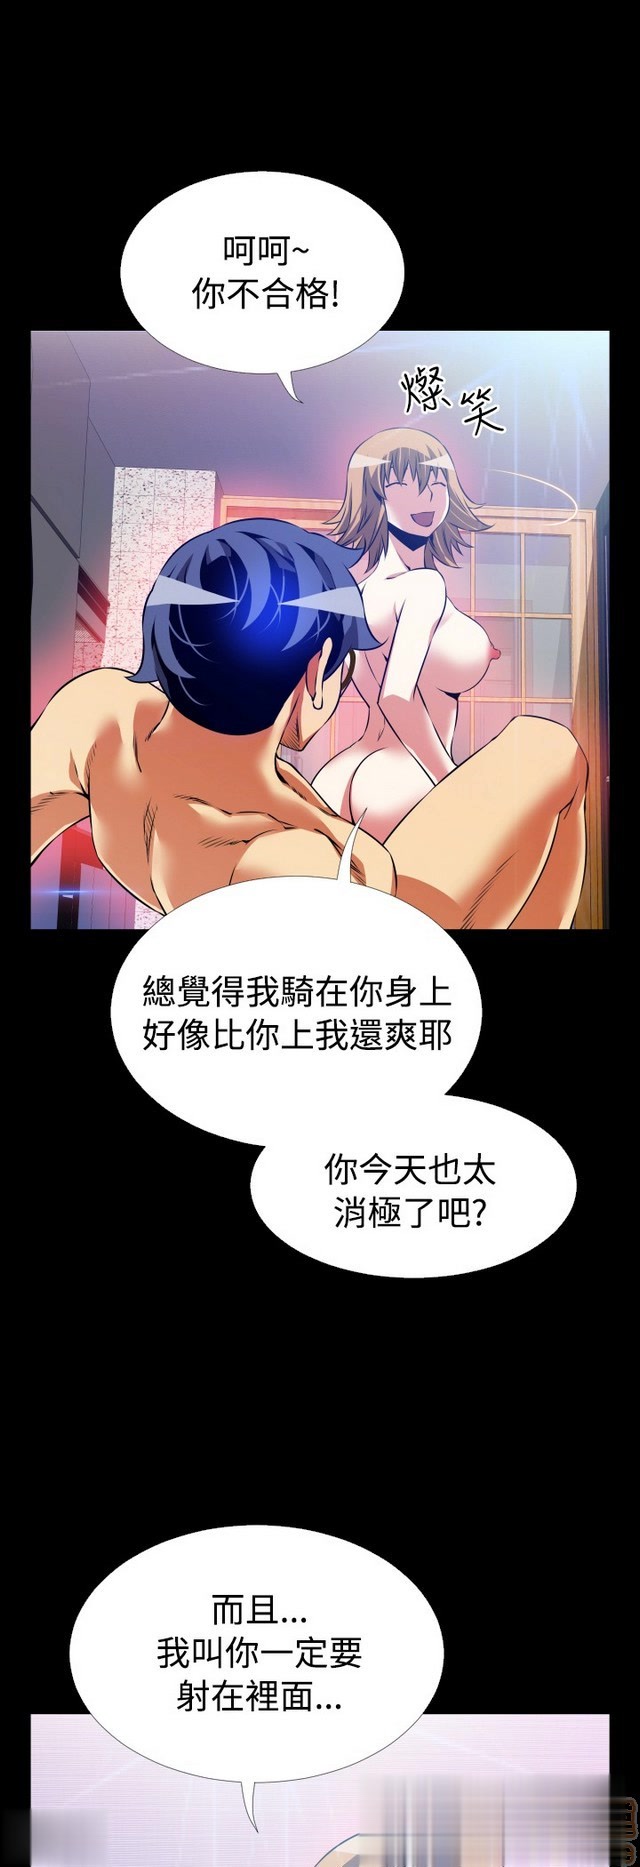 呵呵~
你不合格!
燦笑
總覺得我騎在你身上
好像比你上我還爽耶
你今天也太
消極了吧?
而且...
我叫你一定要
射在裡面...